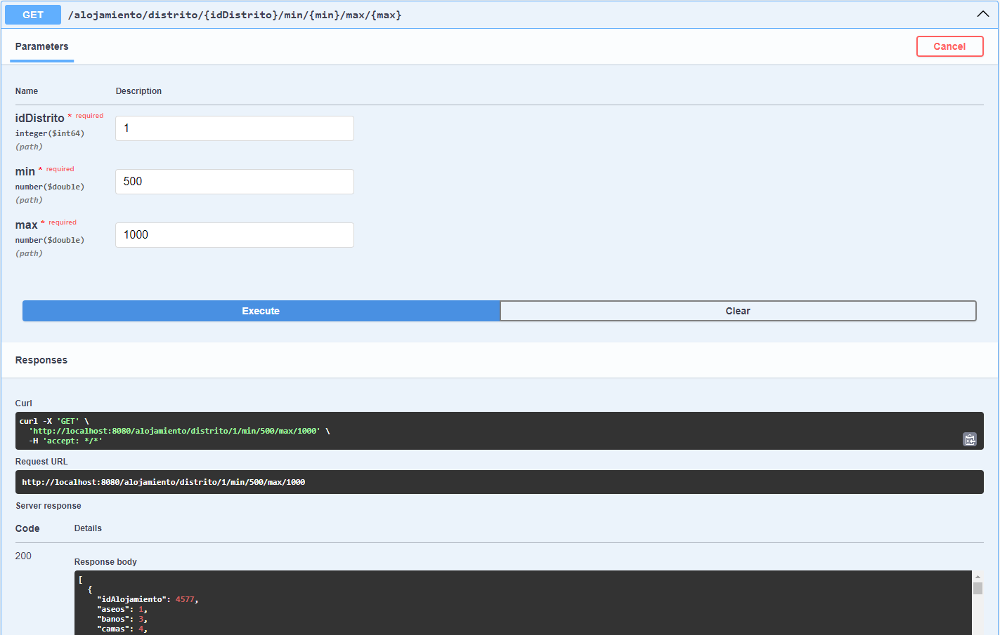 GET /alojamiento/distrito/{idDistrito}/min/{min}/max/{max}
Parameters
Cancel
Name Description
idDistrito * required
integer($int64)
(path)
1
min * required
number($double)
(path)
500
max * required
number($double)
(path)
1000
Execute
Clear
Responses
Curl
curl -X 'GET' \
'http://localhost:8080/alojamiento/distrito/1/min/500/max/1000' \
-H 'accept: */*'
Request URL
http://localhost:8080/alojamiento/distrito/1/min/500/max/1000
Server response
Code Details
200
Response body
[
{
"idAlojamiento": 4577,
"aseos": 1,
"banos": 3,
"camas": 4,